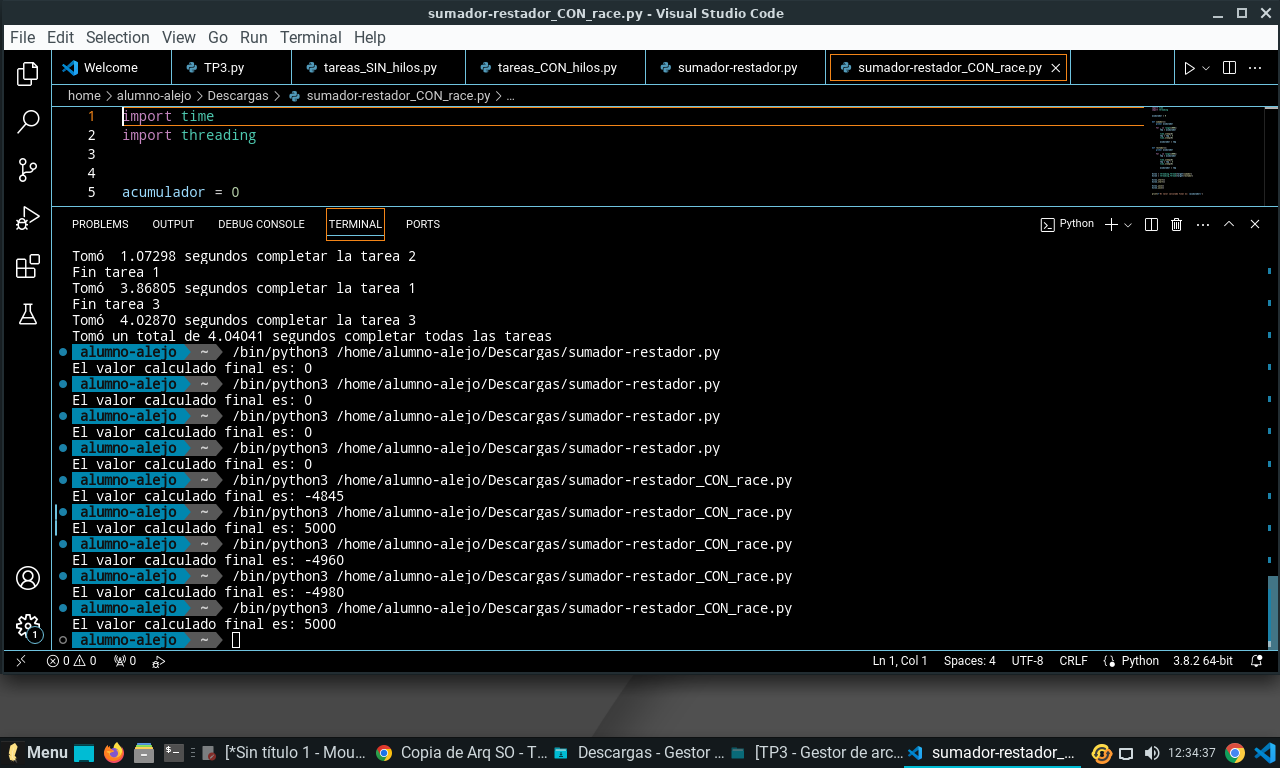 sumador-restador_CON_race.py - Visual Studio Code
File Edit Selection View Go Run Terminal Help
Welcome TP3.py tareas_SIN_hilos.py tareas_CON_hilos.py sumador-restador.py sumador-restador_CON_race.py
home > alumno-alejo > Descargas > sumador-restador_CON_race.py > ...
1 import time
2 import threading
3
4
5 acumulador = 0
PROBLEMS OUTPUT DEBUG CONSOLE TERMINAL PORTS Python
Tomó  1.07298 segundos completar la tarea 2
Fin tarea 1
Tomó  3.86805 segundos completar la tarea 1
Fin tarea 3
Tomó  4.02870 segundos completar la tarea 3
Tomó un total de 4.04041 segundos completar todas las tareas
alumno-alejo ~ /bin/python3 /home/alumno-alejo/Descargas/sumador-restador.py
El valor calculado final es: 0
alumno-alejo ~ /bin/python3 /home/alumno-alejo/Descargas/sumador-restador.py
El valor calculado final es: 0
alumno-alejo ~ /bin/python3 /home/alumno-alejo/Descargas/sumador-restador.py
El valor calculado final es: 0
alumno-alejo ~ /bin/python3 /home/alumno-alejo/Descargas/sumador-restador.py
El valor calculado final es: 0
alumno-alejo ~ /bin/python3 /home/alumno-alejo/Descargas/sumador-restador_CON_race.py
El valor calculado final es: -4845
alumno-alejo ~ /bin/python3 /home/alumno-alejo/Descargas/sumador-restador_CON_race.py
El valor calculado final es: 5000
alumno-alejo ~ /bin/python3 /home/alumno-alejo/Descargas/sumador-restador_CON_race.py
El valor calculado final es: -4960
alumno-alejo ~ /bin/python3 /home/alumno-alejo/Descargas/sumador-restador_CON_race.py
El valor calculado final es: -4980
alumno-alejo ~ /bin/python3 /home/alumno-alejo/Descargas/sumador-restador_CON_race.py
El valor calculado final es: 5000
alumno-alejo ~
1
0 0 0 Ln 1, Col 1 Spaces: 4 UTF-8 CRLF Python 3.8.2 64-bit
Menu [*Sin título 1 - Mou... Copia de Arq SO - T... Descargas - Gestor ... [TP3 - Gestor de arc... sumador-restador_... 12:34:37